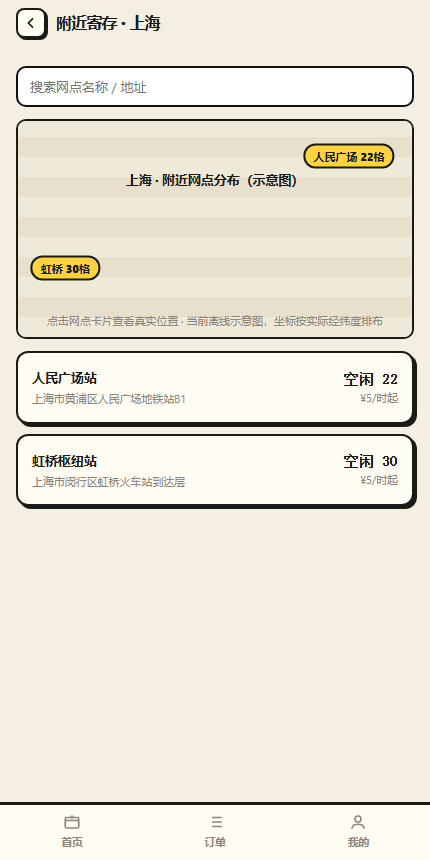 附近寄存 · 上海
搜索网点名称 / 地址
人民广场 22格
上海 · 附近网点分布（示意图）
虹桥 30格
点击网点卡片查看真实位置 · 当前离线示意图，坐标按实际经纬度排布
人民广场站
空闲 22
上海市黄浦区人民广场地铁站B1
¥5/时起
虹桥枢纽站
空闲 30
上海市闵行区虹桥火车站到达层
¥5/时起
首页
订单
我的